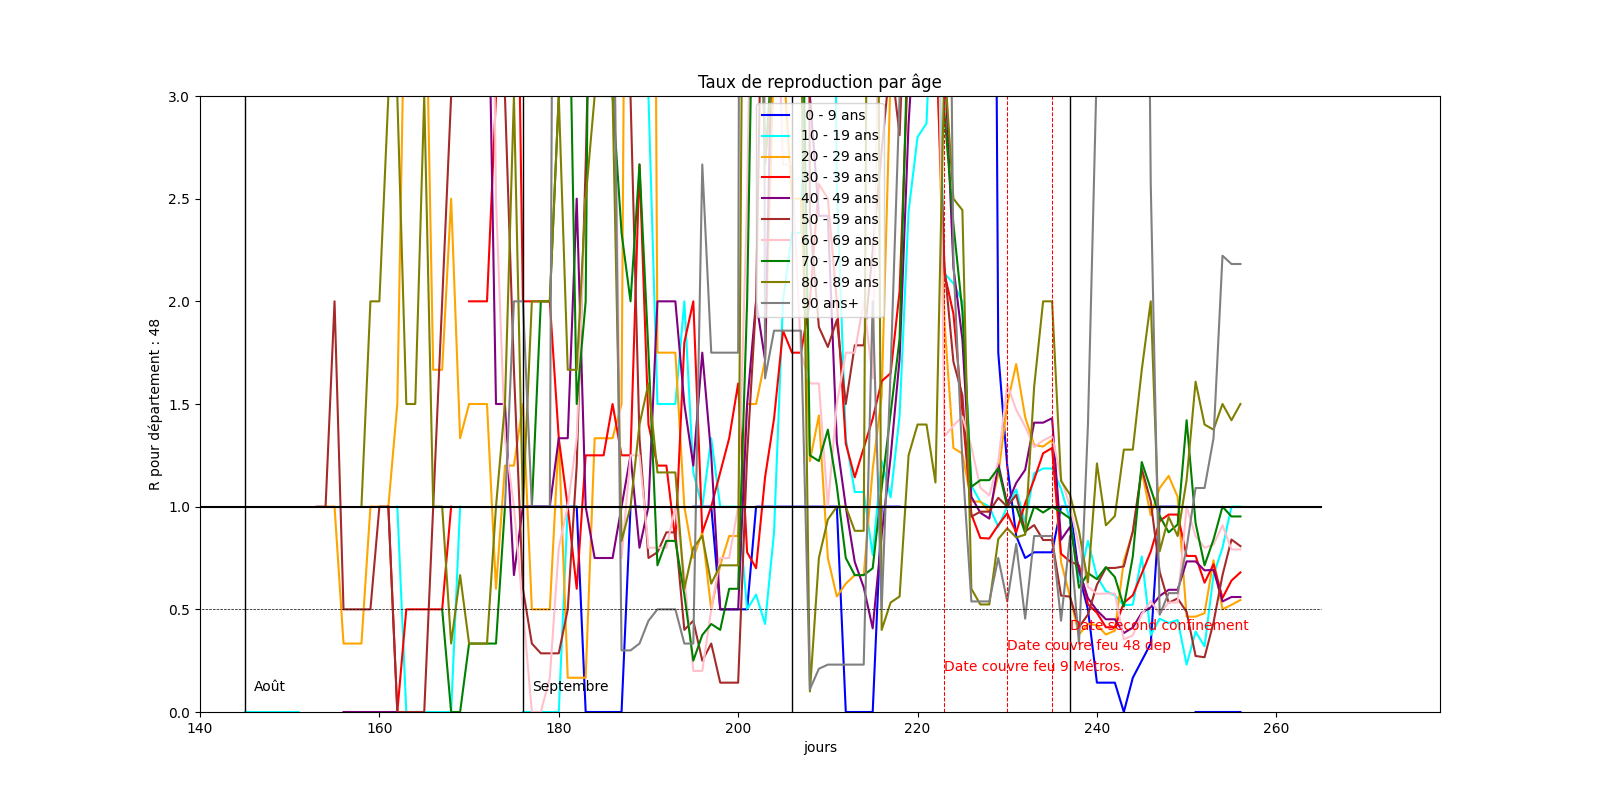 Taux de reproduction par âge
R pour département : 48
3.0
2.5
2.0
1.5
1.0
0.5
0.0
0 - 9 ans
10 - 19 ans
20 - 29 ans
30 - 39 ans
40 - 49 ans
50 - 59 ans
60 - 69 ans
70 - 79 ans
80 - 89 ans
90 ans+
Date second confinement
Date couvre feu 48 dep
Date couvre feu 9 Métros.
Août
Septembre
140 160 180 200 220 240 260
jours